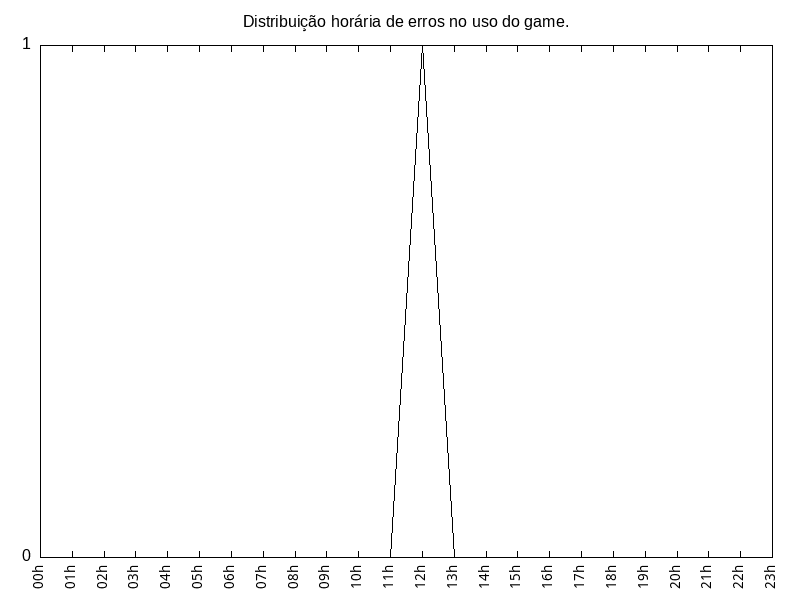 Distribuição horária de erros no uso do game.
1
0
00h
01h
02h
03h
04h
05h
06h
07h
08h
09h
10h
11h
12h
13h
14h
15h
16h
17h
18h
19h
20h
21h
22h
23h